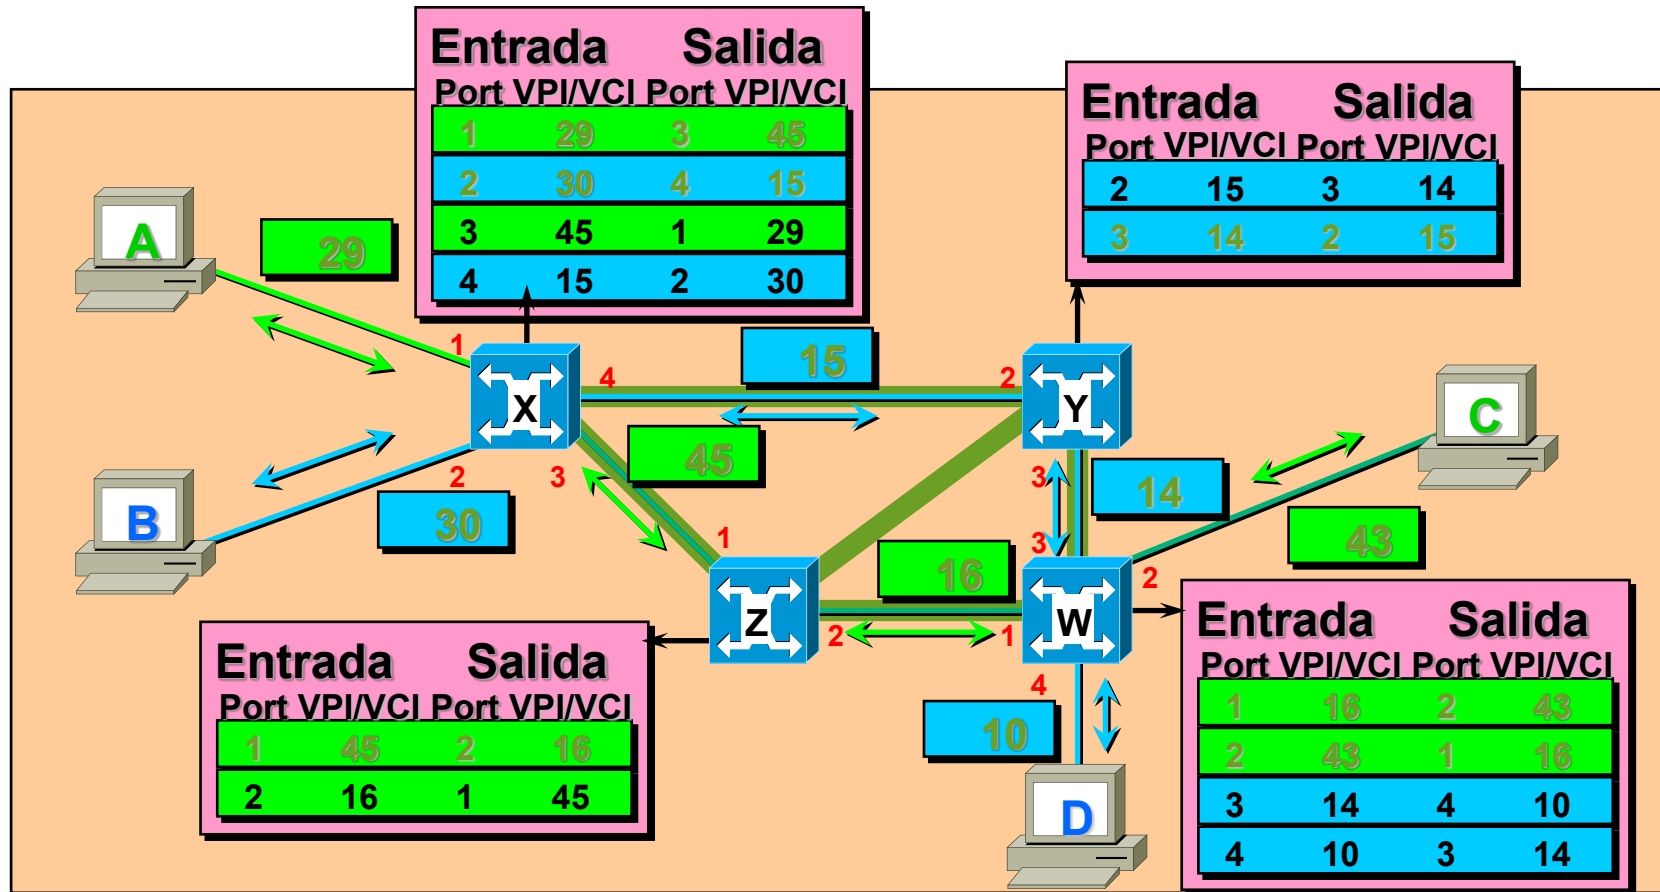 Entrada Salida
Port VPI/VCI Port VPI/VCI
1 29 3 45
2 30 4 15
3 45 1 29
4 15 2 30
Entrada Salida
Port VPI/VCI Port VPI/VCI
2 15 3 14
3 14 2 15
A
29
1
X
4
15
2
Y
C
B
2
30
3
45
3
14
43
1
Z
2
16
1
3
W
2
4
10
D
Entrada Salida
Port VPI/VCI Port VPI/VCI
1 45 2 16
2 16 1 45
Entrada Salida
Port VPI/VCI Port VPI/VCI
1 16 2 43
2 43 1 16
3 14 4 10
4 10 3 14